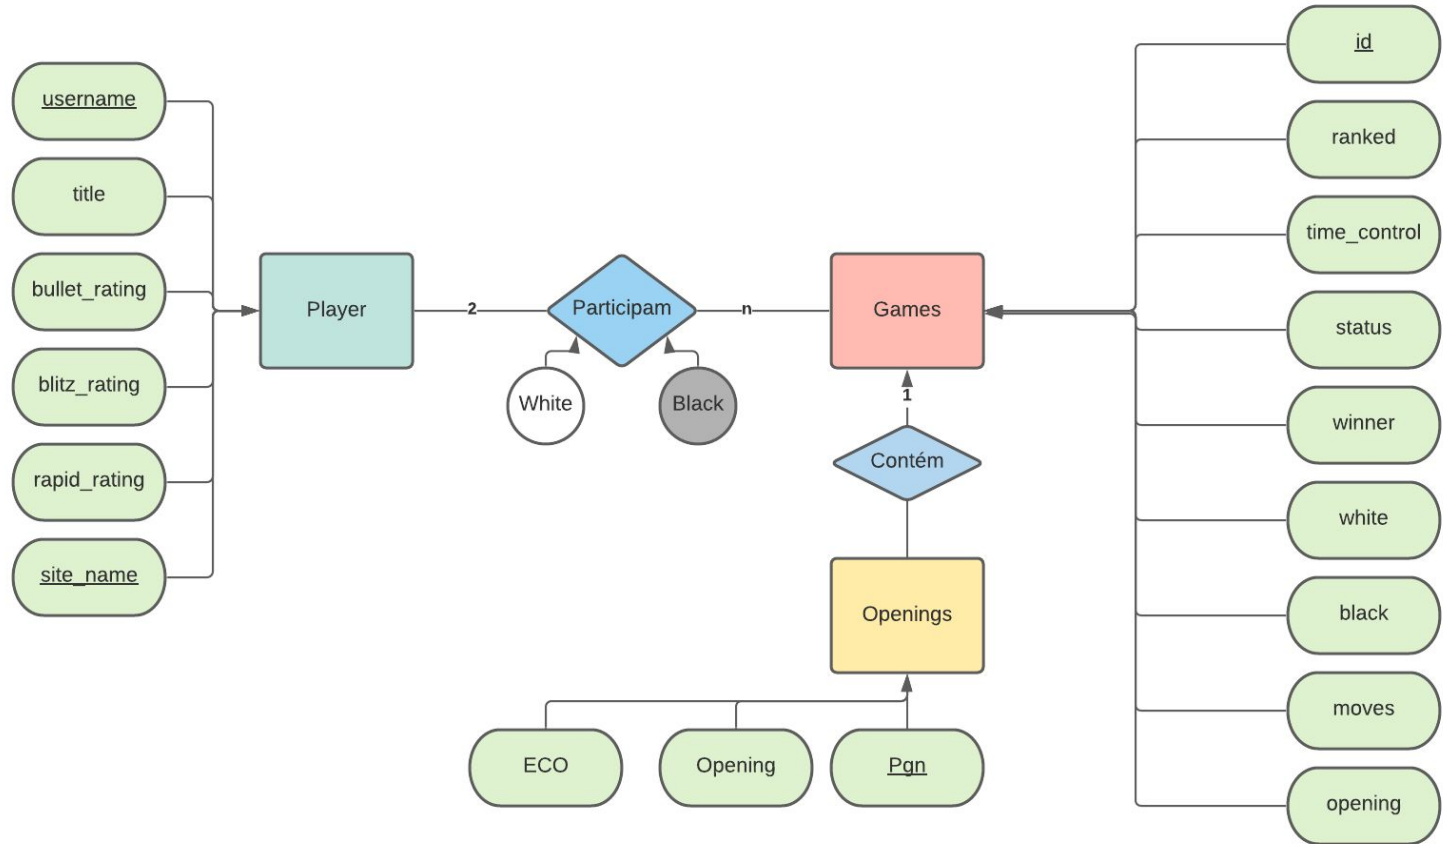 username
title
bullet_rating
blitz_rating
rapid_rating
site_name
Player
2
Participam
White
Black
n
Games
1
Contém
Openings
ECO
Opening
Pgn
id
ranked
time_control
status
winner
white
black
moves
opening